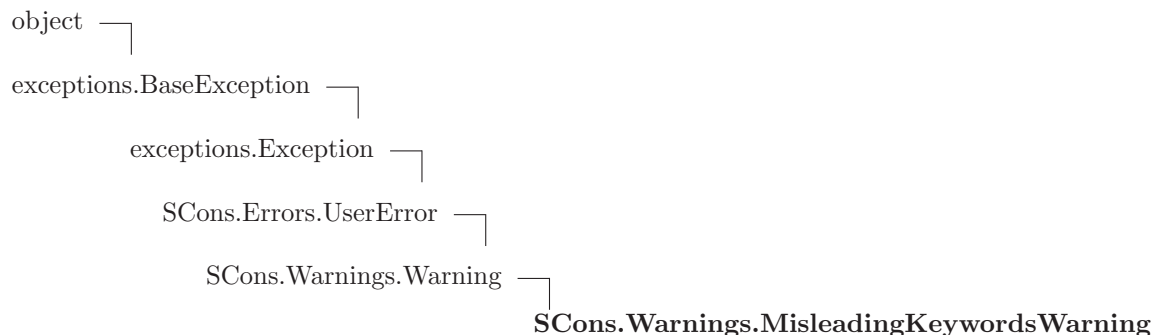 object
exceptions.BaseException
exceptions.Exception
SCons.Errors.UserError
SCons.Warnings.Warning
SCons.Warnings.MisleadingKeywordsWarning